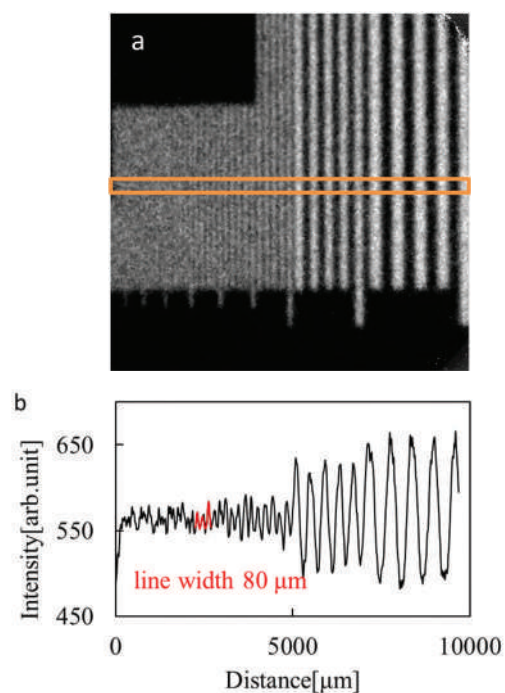 a
b
650
550
450
Intensity[arb.unit]
line width 80 μm
0
5000
10000
Distance[μm]